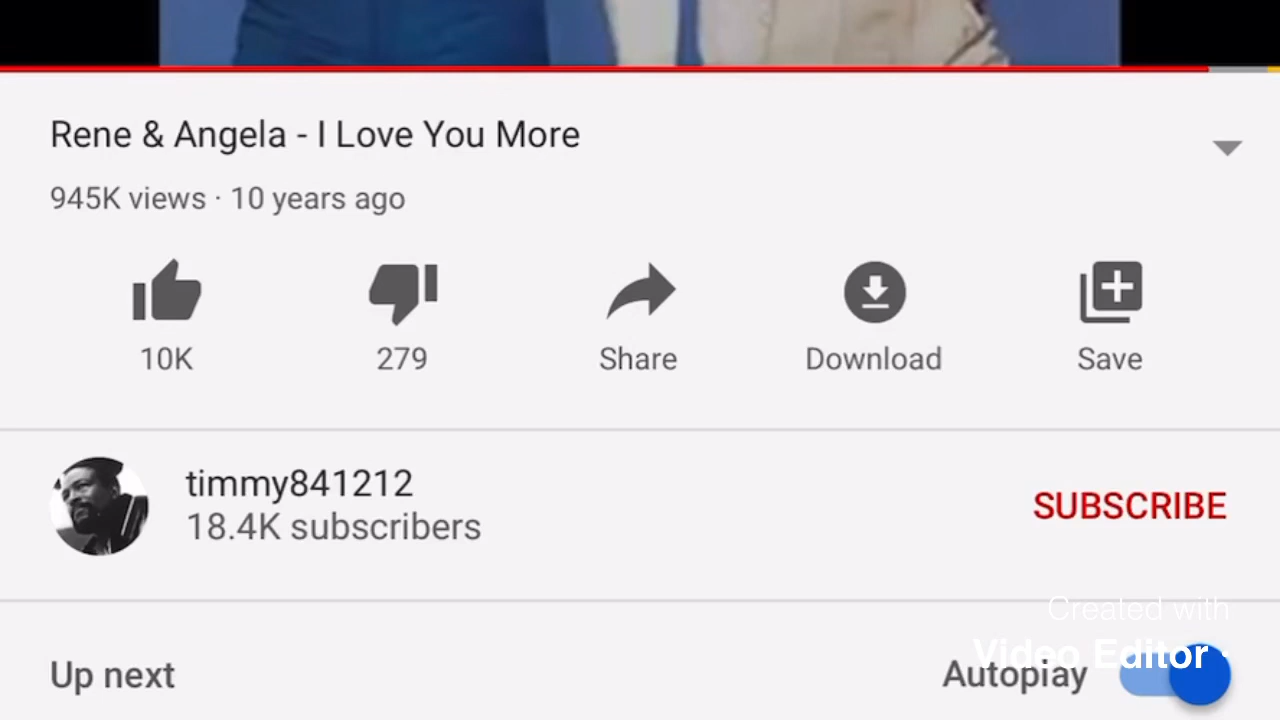 Rene & Angela - I Love You More
945K views · 10 years ago
10K 279 Share Download Save
timmy841212
18.4K subscribers
SUBSCRIBE
Created with
Video Editor ·
Up next
Autoplay